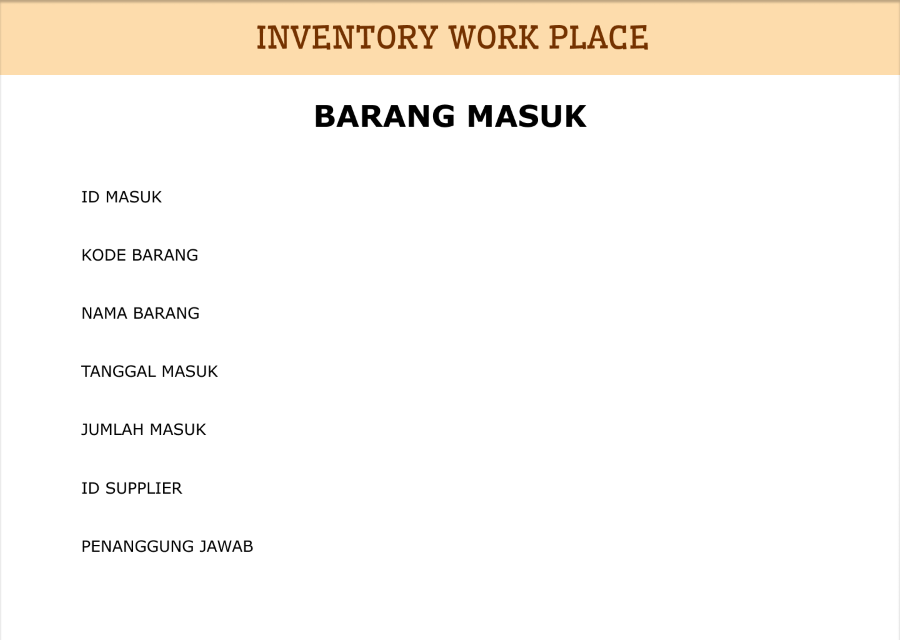 INVENTORY WORK PLACE
BARANG MASUK
ID MASUK
KODE BARANG
NAMA BARANG
TANGGAL MASUK
JUMLAH MASUK
ID SUPPLIER
PENANGGUNG JAWAB